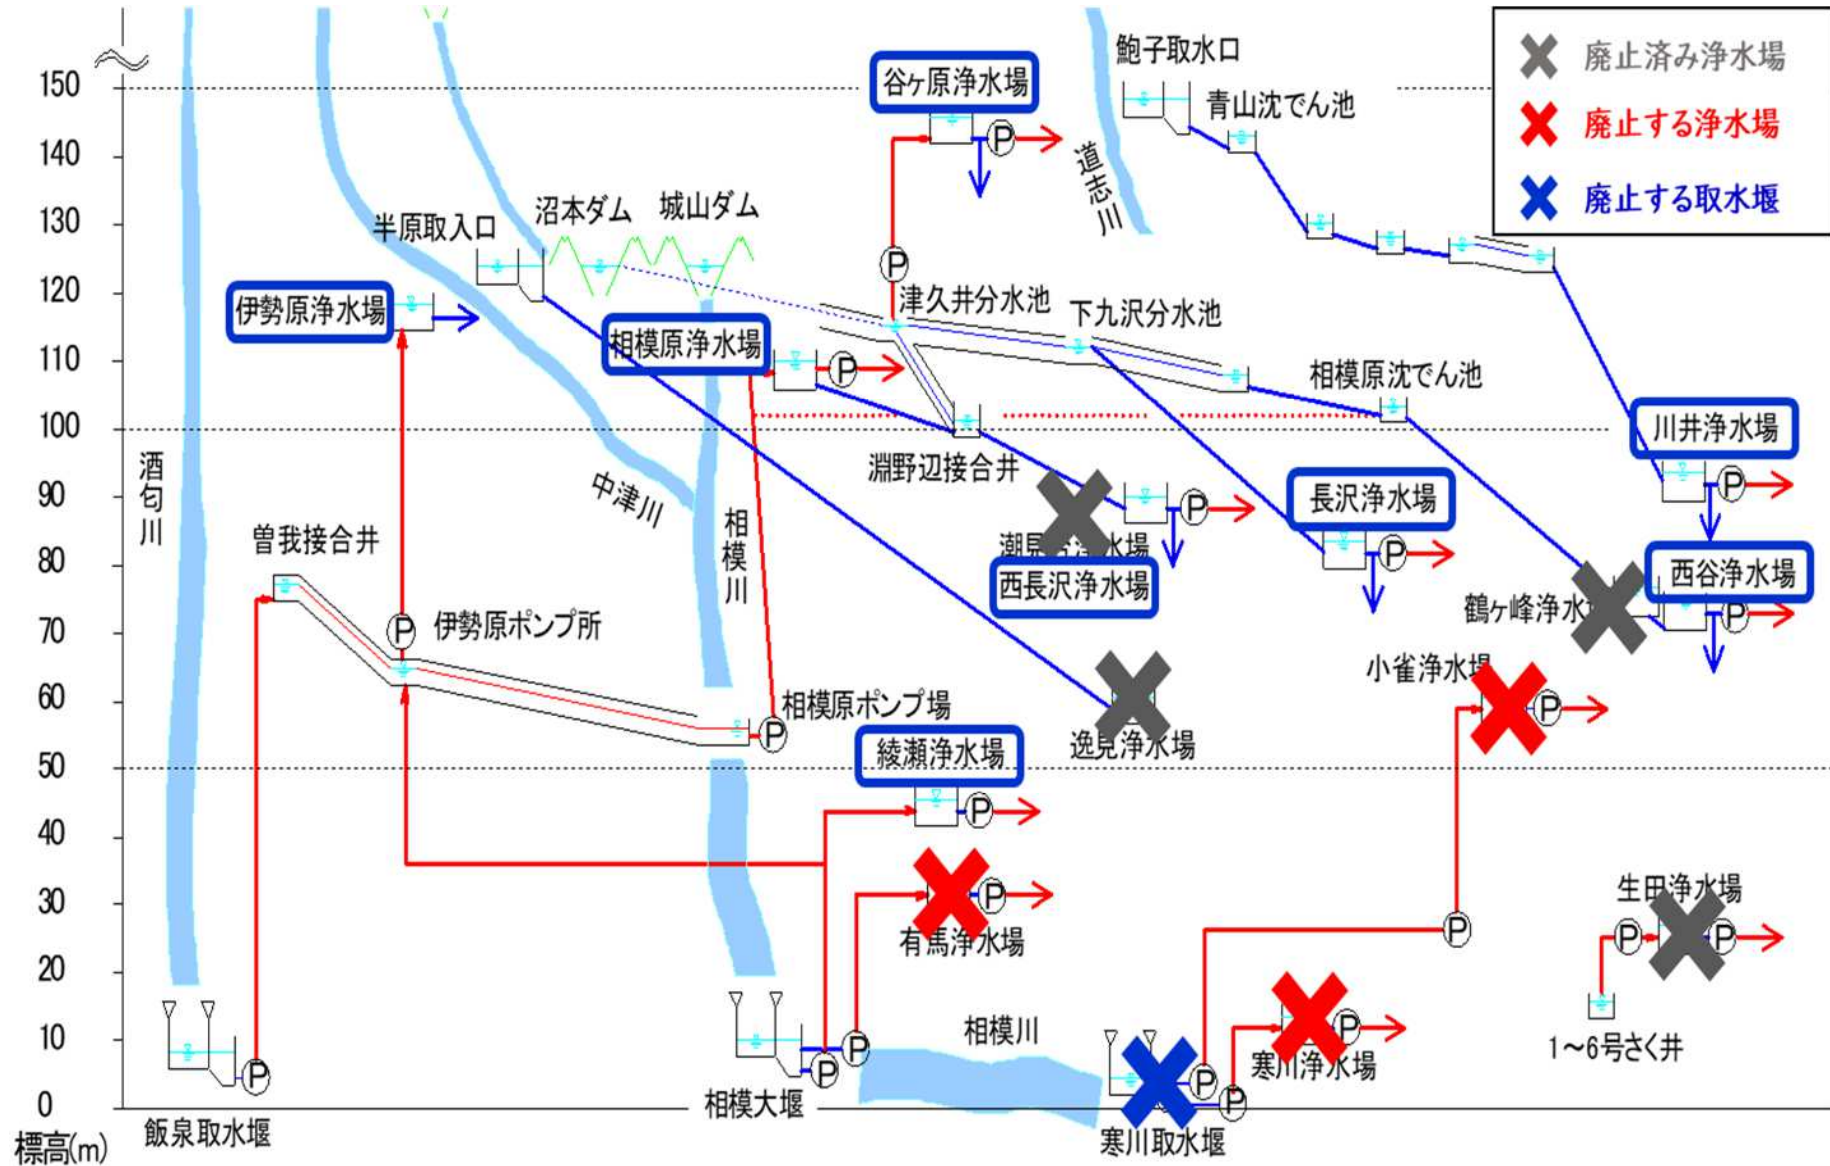 廃止済み浄水場
廃止する浄水場
廃止する取水堰
150
140
130
120
110
100
90
80
70
60
50
40
30
20
10
0
標高(m)
谷ヶ原浄水場
P
P
鮑子取水口
青山沈でん池
道志川
半原取入口
沼本ダム
城山ダム
伊勢原浄水場
相模原浄水場
P
津久井分水池
下九沢分水池
相模原沈でん池
淵野辺接合井
川井浄水場
P
酒匂川
中津川
相模川
曽我接合井
P
伊勢原ポンプ所
P
西長沢浄水場
長沢浄水場
P
西谷浄水場
P
鶴ヶ峰浄水場
小雀浄水場
P
逸見浄水場
相模原ポンプ場
P
綾瀬浄水場
P
P
有馬浄水場
P
生田浄水場
P
P
1～6号さく井
相模川
P
P
P
寒川浄水場
P
P
P
飯泉取水堰
相模大堰
寒川取水堰